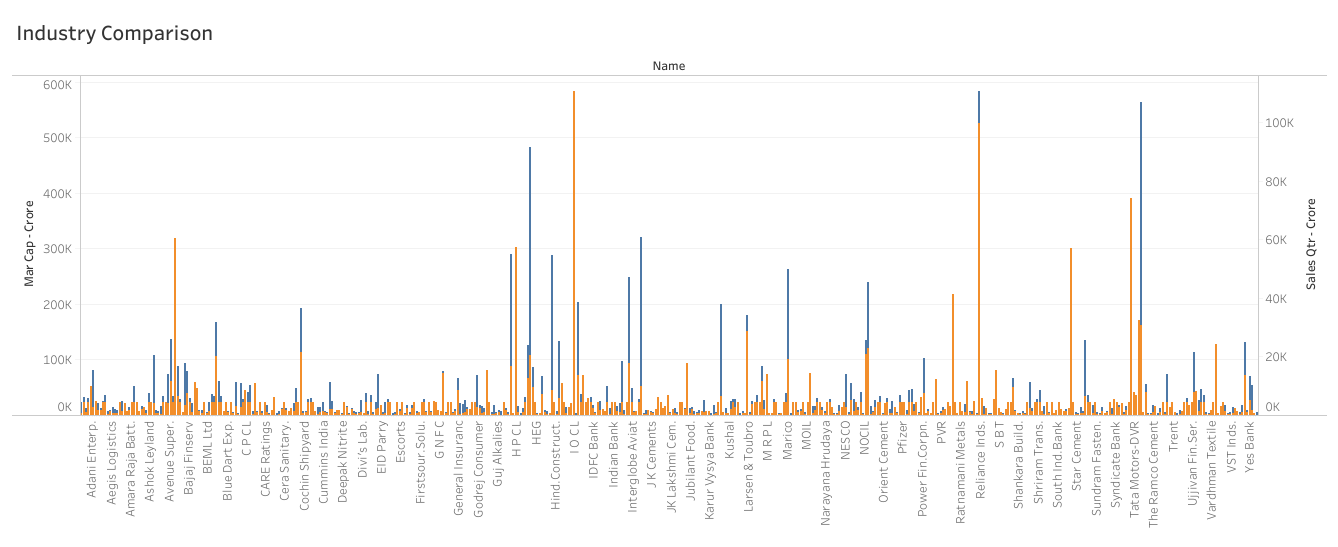 Industry Comparison
Name
600K
500K
400K
300K
200K
100K
0K
Mar Cap - Crore
100K
80K
60K
40K
20K
0K
Sales Qtr - Crore
Adani Enterp.
Aegis Logistics
Amara Raja Batt.
Ashok Leyland
Avenue Super.
Bajaj Finserv
BEML Ltd
Blue Dart Exp.
C P C L
CARE Ratings
Cera Sanitary.
Cochin Shipyard
Cummins India
Deepak Nitrite
Divi's Lab.
EID Parry
Escorts
Firstsour.Solu.
G N F C
General Insuranc
Godrej Consumer
Guj Alkalies
H P C L
HEG
Hind.Construct.
I O C L
IDFC Bank
Indian Bank
Interglobe Aviat
J K Cements
JK Lakshmi Cem.
Jubilant Food.
Karur Vysya Bank
Kushal
Larsen & Toubro
M R P L
Marico
MOIL
Narayana Hrudaya
NESCO
NOCIL
Orient Cement
Pfizer
Power Fin.Corpn.
PVR
Ratnamani Metals
Reliance Inds.
S B T
Shankara Build.
Shriram Trans.
South Ind.Bank
Star Cement
Sundram Fasten.
Syndicate Bank
Tata Motors-DVR
The Ramco Cement
Trent
Ujjivan Fin.Ser.
Vardhman Textile
VST Inds.
Yes Bank